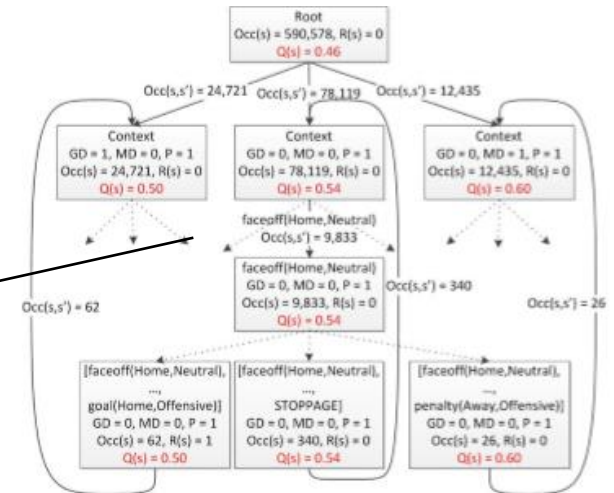 Root
Occ(s) = 590,578, R(s) = 0
Q(s) = 0.46
Occ(s,s') = 24,721
Occ(s,s') = 78,119
Occ(s,s') = 12,435
Context
GD = 1, MD = 0, P = 1
Occ(s) = 24,721, R(s) = 0
Q(s) = 0.50
Context
GD = 0, MD = 0, P = 1
Occ(s) = 78,119, R(s) = 0
Q(s) = 0.54
Context
GD = 0, MD = 1, P = 1
Occ(s) = 12,435, R(s) = 0
Q(s) = 0.60
faceoff(Home,Neutral)
Occ(s,s') = 9,833
faceoff(Home,Neutral)
GD = 0, MD = 0, P = 1
Occ(s) = 9,833, R(s) = 0
Q(s) = 0.54
Occ(s,s') = 62
Occ(s,s') = 340
Occ(s,s') = 26
[faceoff(Home,Neutral),
...,
goal(Home,Offensive)]
GD = 0, MD = 0, P = 1
Occ(s) = 62, R(s) = 1
Q(s) = 0.50
[faceoff(Home,Neutral),
...,
STOPPAGE]
GD = 0, MD = 0, P = 1
Occ(s) = 340, R(s) = 0
Q(s) = 0.54
[faceoff(Home,Neutral),
...,
penalty(Away,Offensive)]
GD = 0, MD = 0, P = 1
Occ(s) = 26, R(s) = 0
Q(s) = 0.60